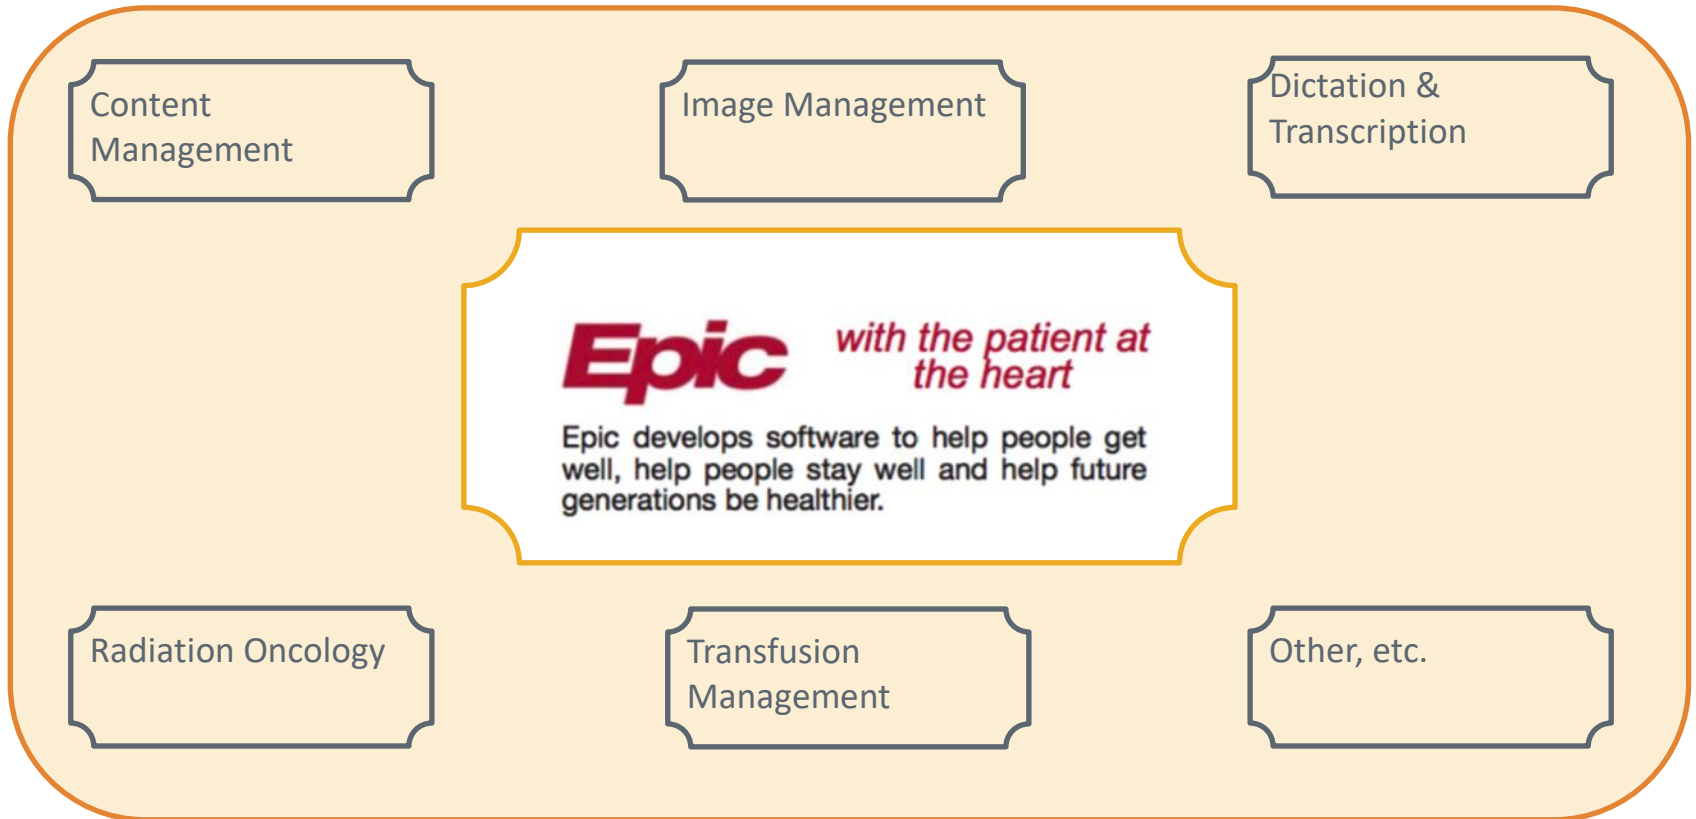 Content
Management
Image Management
Dictation &
Transcription
Epic
with the patient at
the heart
Epic develops software to help people get
well, help people stay well and help future
generations be healthier.
Radiation Oncology
Transfusion
Management
Other, etc.